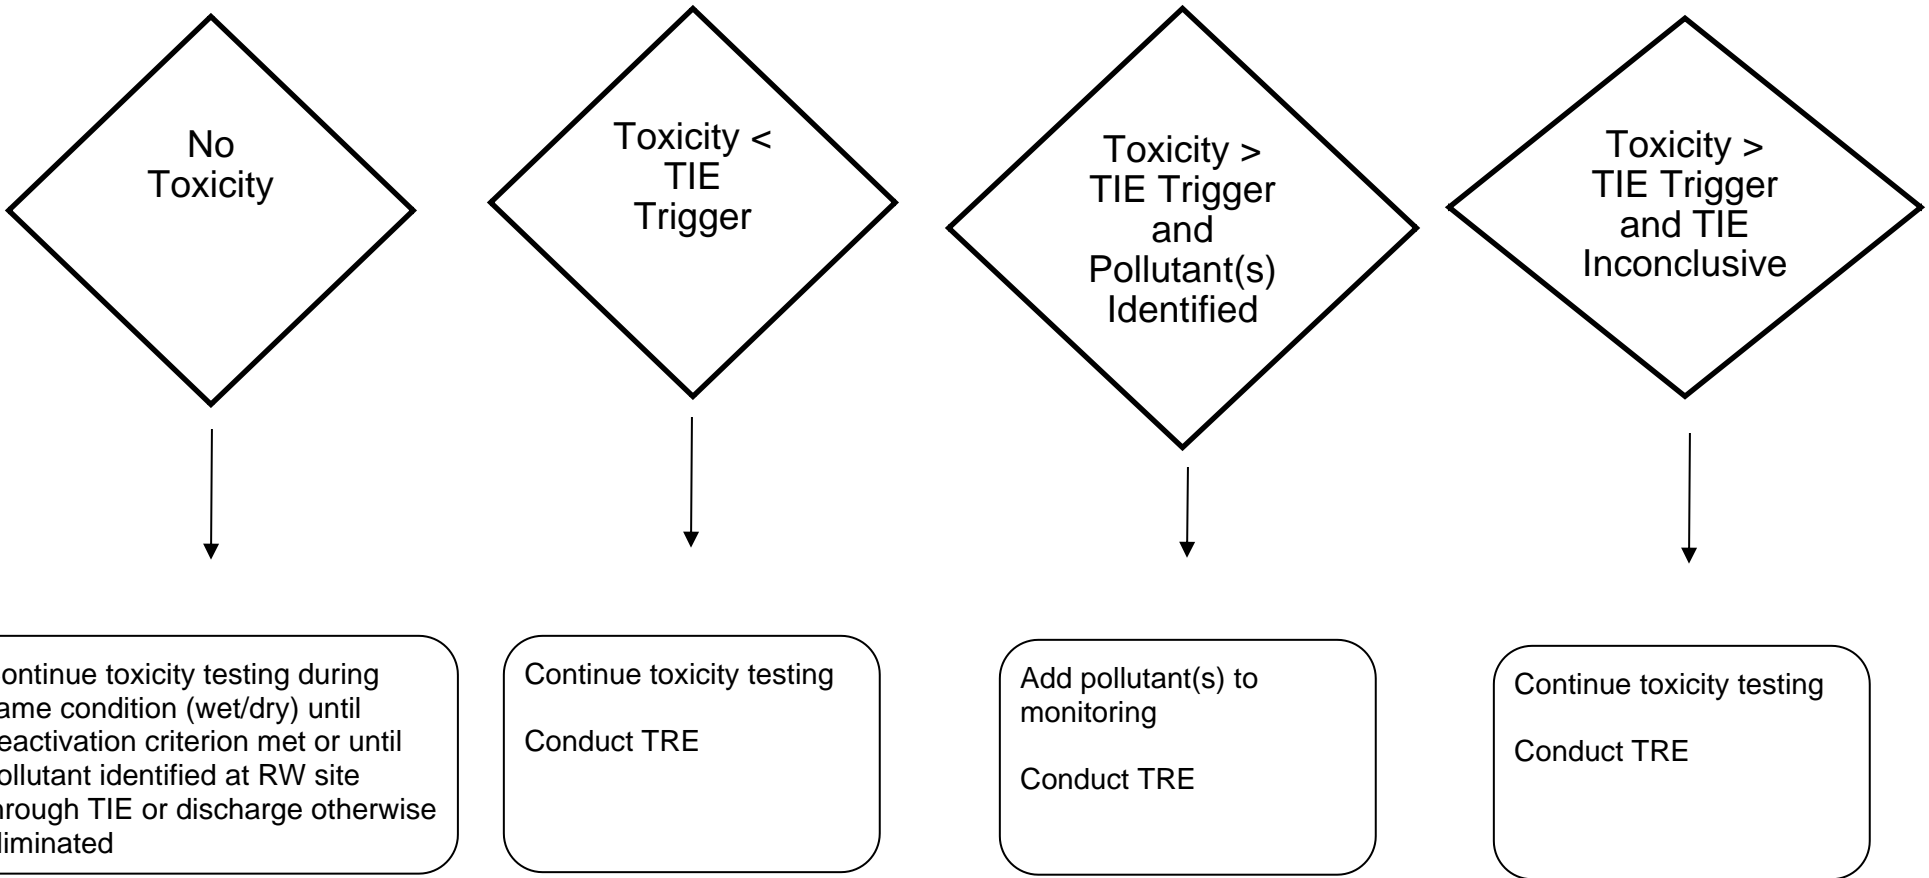 No
Toxicity
Toxicity <
TIE
Trigger
Toxicity >
TIE Trigger
and
Pollutant(s)
Identified
Toxicity >
TIE Trigger
and TIE
Inconclusive
ontinue toxicity testing during
ame condition (wet/dry) until
eactivation criterion met or until
ollutant identified at RW site
hrough TIE or discharge otherwise
liminated
Continue toxicity testing
Conduct TRE
Add pollutant(s) to
monitoring
Conduct TRE
Continue toxicity testing
Conduct TRE